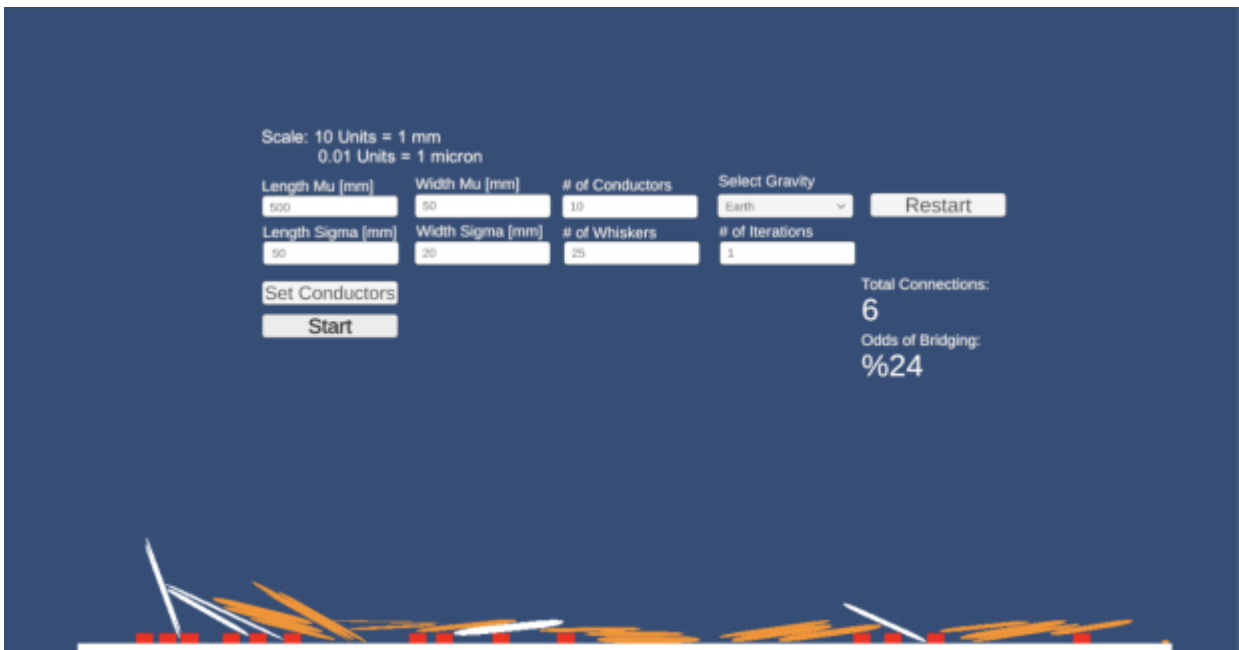 Scale: 10 Units = 1 mm
0.01 Units = 1 micron
Length Mu [mm] Width Mu [mm] # of Conductors Select Gravity
500 50 10 Earth Restart
Length Sigma [mm] Width Sigma [mm] # of Whiskers # of Iterations
50 20 25 1
Set Conductors
Start
Total Connections:
6
Odds of Bridging:
%24